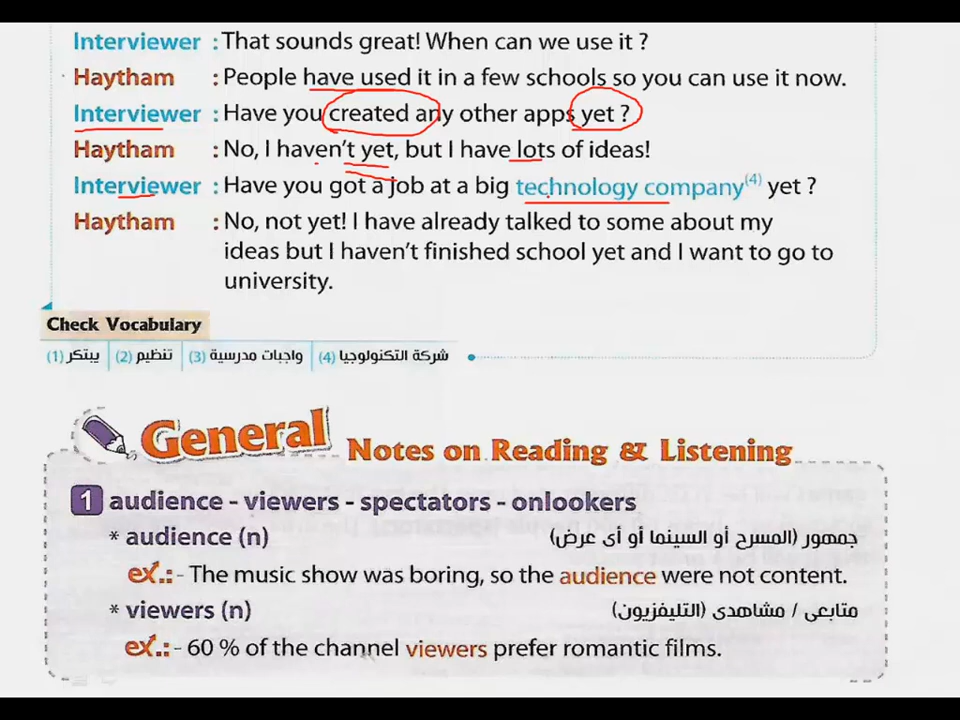 Interviewer : That sounds great! When can we use it ?
Haytham : People have used it in a few schools so you can use it now.
Interviewer : Have you created any other apps yet ?
Haytham : No, I haven't yet, but I have lots of ideas!
Interviewer : Have you got a job at a big technology company(4) yet ?
Haytham : No, not yet! I have already talked to some about my
ideas but I haven't finished school yet and I want to go to
university.
Check Vocabulary
(1) يبتكر (2) تنظيم (3) واجبات مدرسية (4) شركة التكنولوجيا
General Notes on Reading & Listening
1 audience - viewers - spectators - onlookers
* audience (n) جمهور (المسرح أو السينما أو أى عرض)
ex.: - The music show was boring, so the audience were not content.
* viewers (n) متابعى / مشاهدى (التليفزيون)
ex.: - 60 % of the channel viewers prefer romantic films.